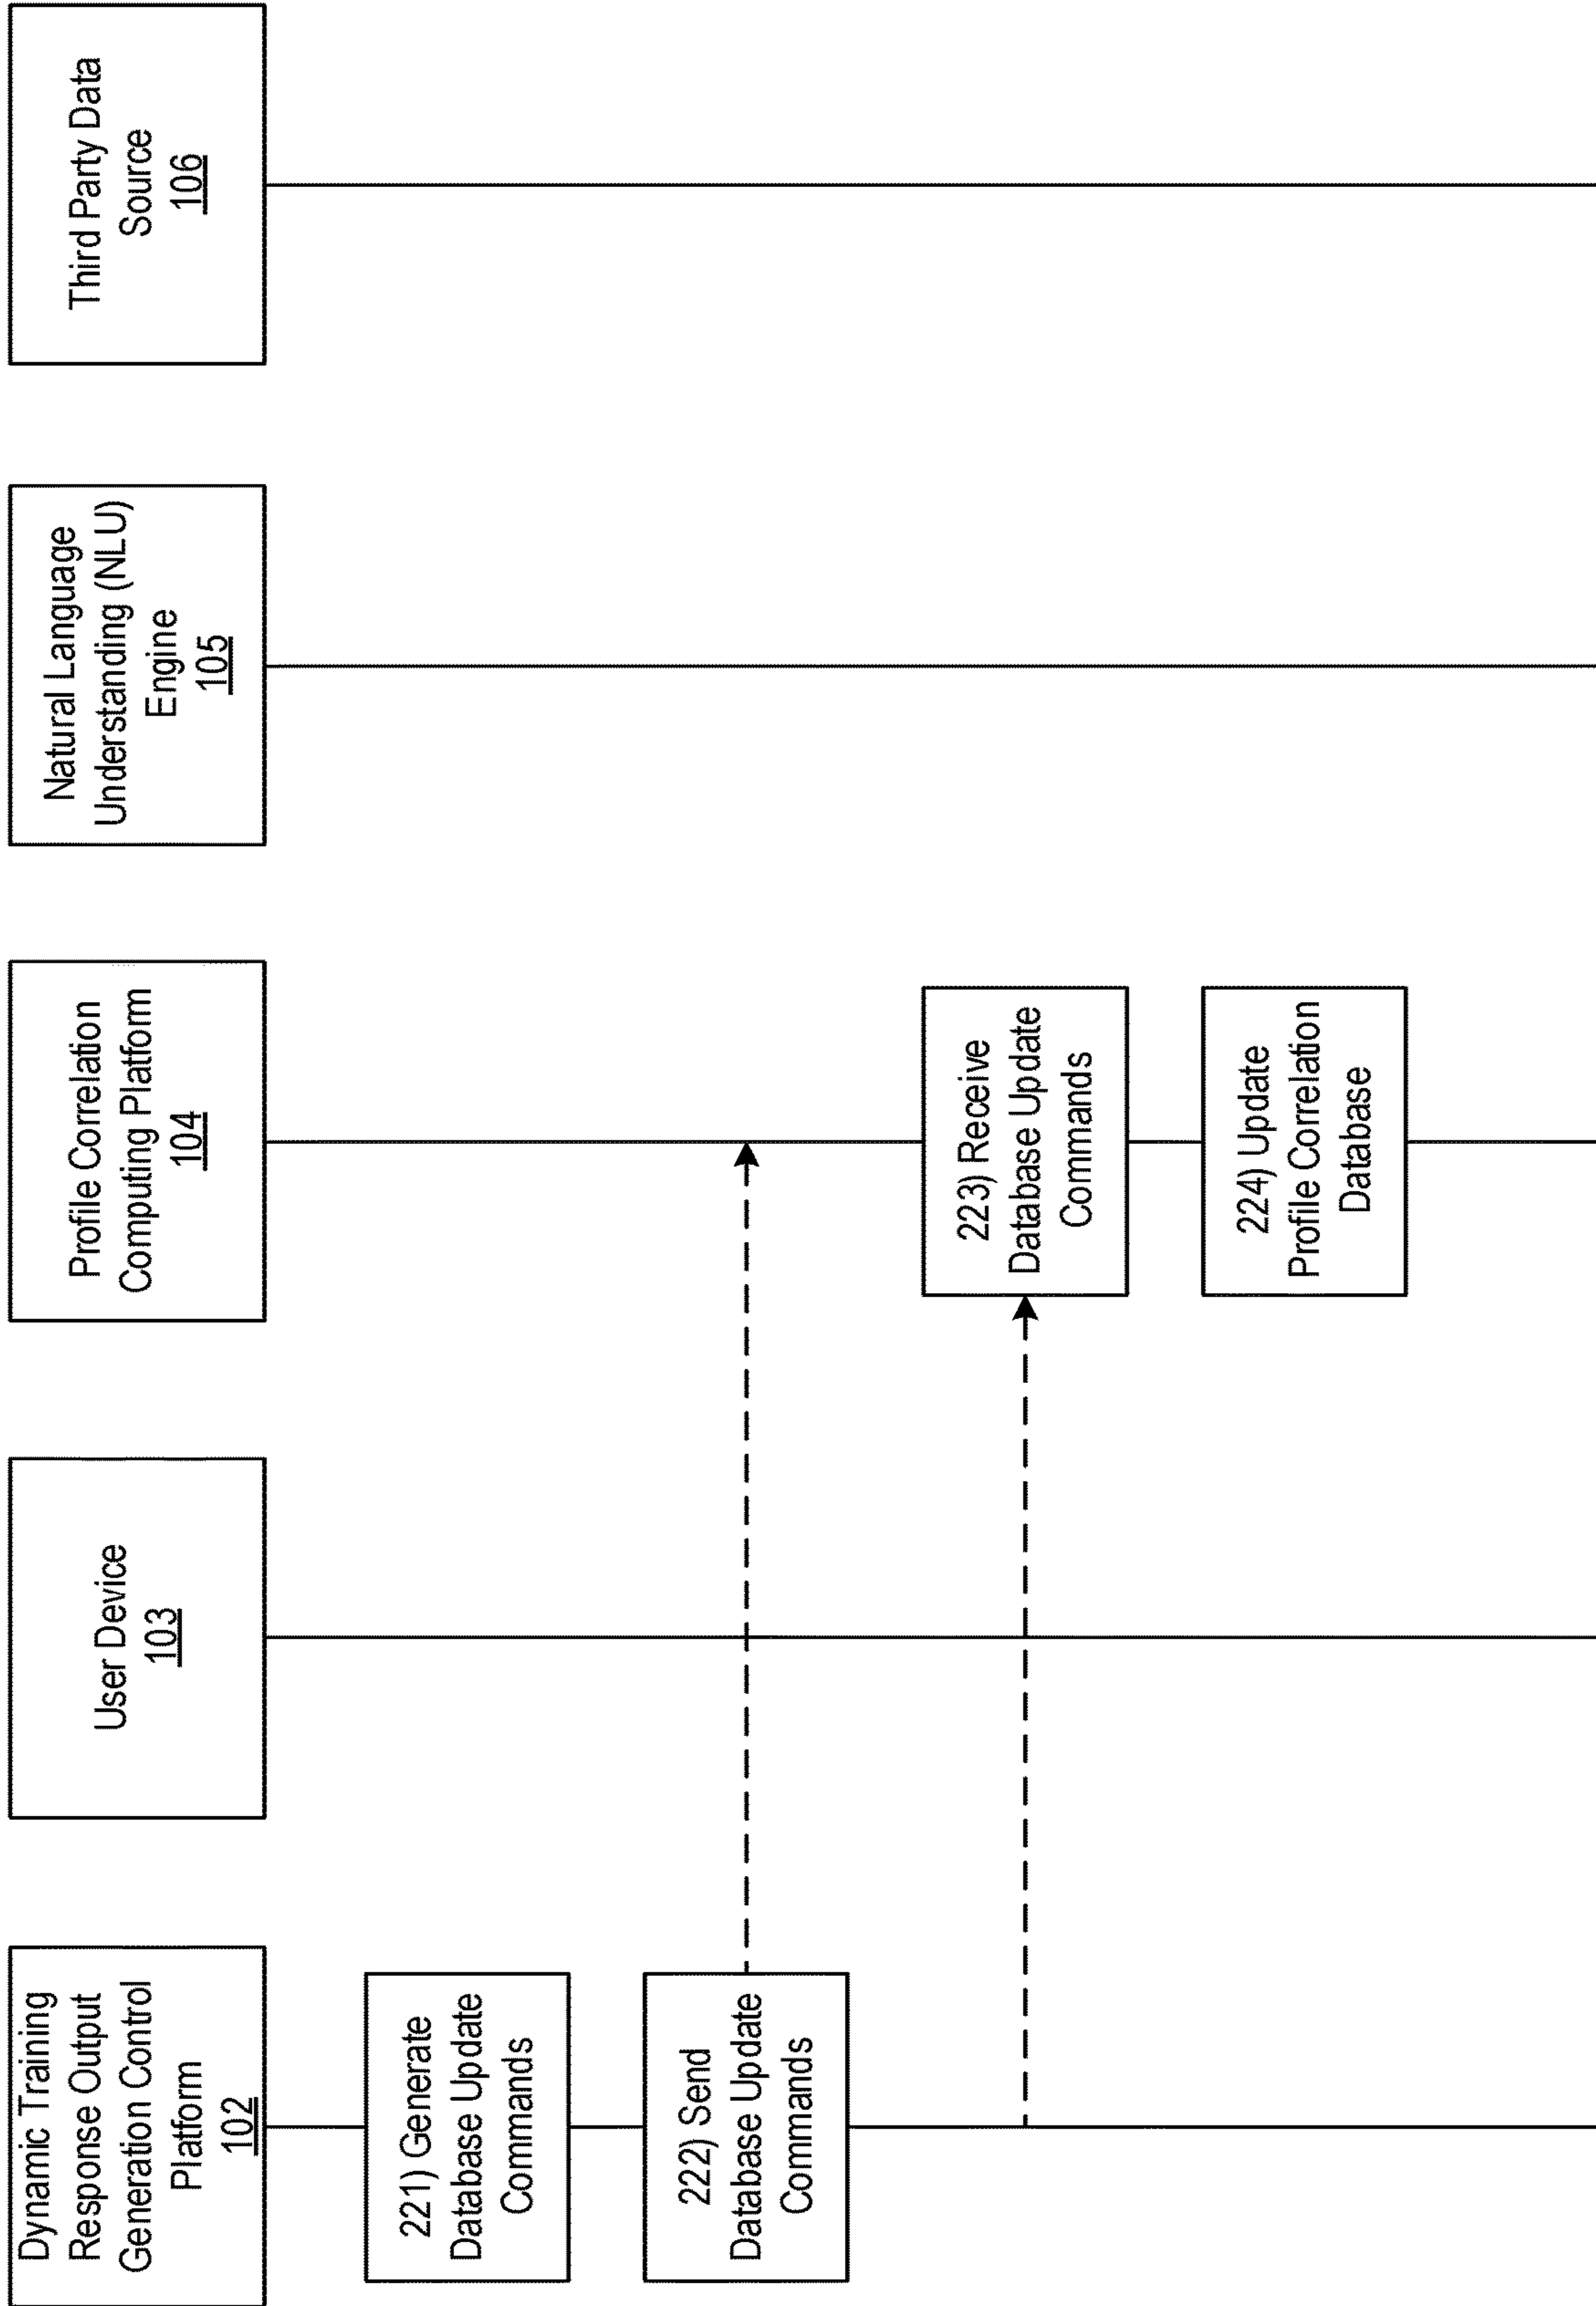 Dynamic Training
Response Output
Generation Control
Platform
102
User Device
103
Profile Correlation
Computing Platform
104
Natural Language
Understanding (NLU)
Engine
105
Third Party Data
Source
106
221) Generate
Database Update
Commands
222) Send
Database Update
Commands
223) Receive
Database Update
Commands
224) Update
Profile Correlation
Database